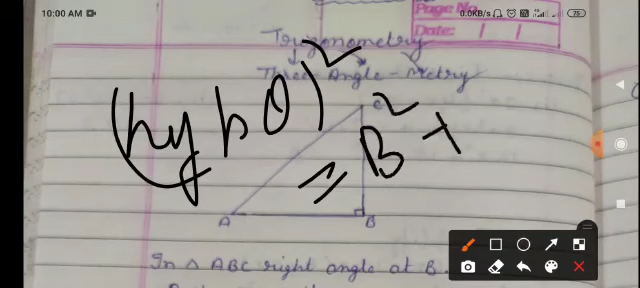 10:00 AM 0.0KB/s 75
Page No.
Date:
Trigonometry
Three Angle - Metry
(hypO)² = B² +
C
A B
In △ ABC right angle at B.